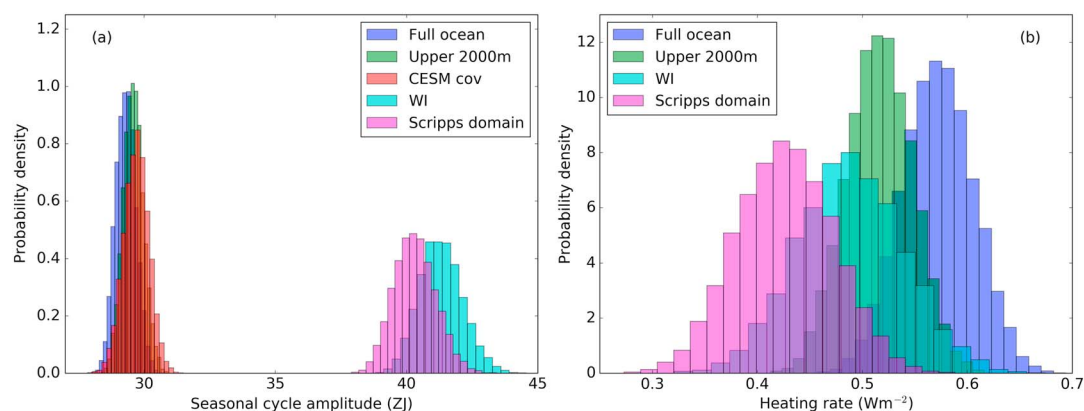 (a)
Full ocean
Upper 2000m
CESM cov
WI
Scripps domain
1.2
1.0
0.8
0.6
0.4
0.2
0.0
Probability density
30
35
40
45
Seasonal cycle amplitude (ZJ)
Full ocean
Upper 2000m
WI
Scripps domain
(b)
12
10
8
6
4
2
0
Probability density
0.3
0.4
0.5
0.6
0.7
Heating rate (Wm⁻²)